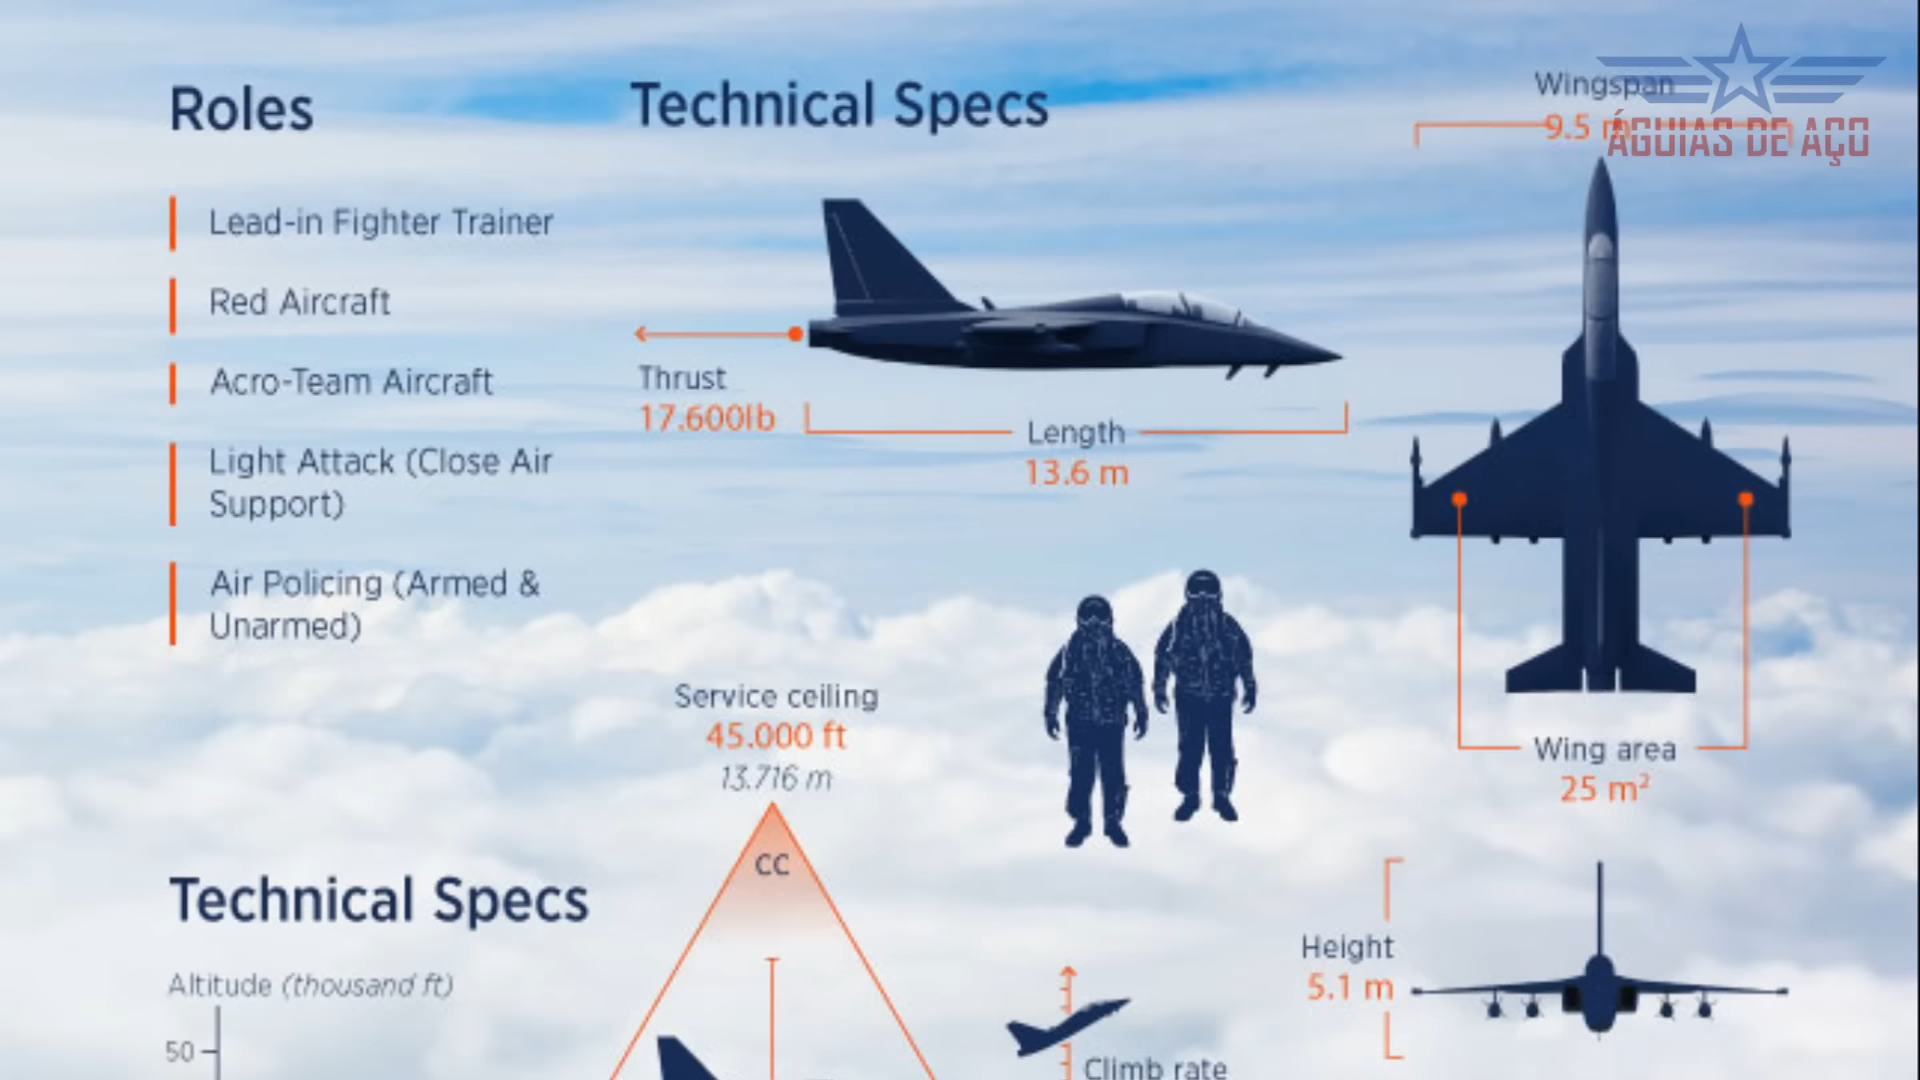 Roles
Lead-in Fighter Trainer
Red Aircraft
Acro-Team Aircraft
Light Attack (Close Air
Support)
Air Policing (Armed &
Unarmed)
Technical Specs
Thrust
17.600lb
Length
13.6 m
Wingspan
9.5 m
ÁGUIAS DE AÇO
Wing area
25 m²
Service ceiling
45.000 ft
13.716 m
CC
Height
5.1 m
Climb rate
Technical Specs
Altitude (thousand ft)
50